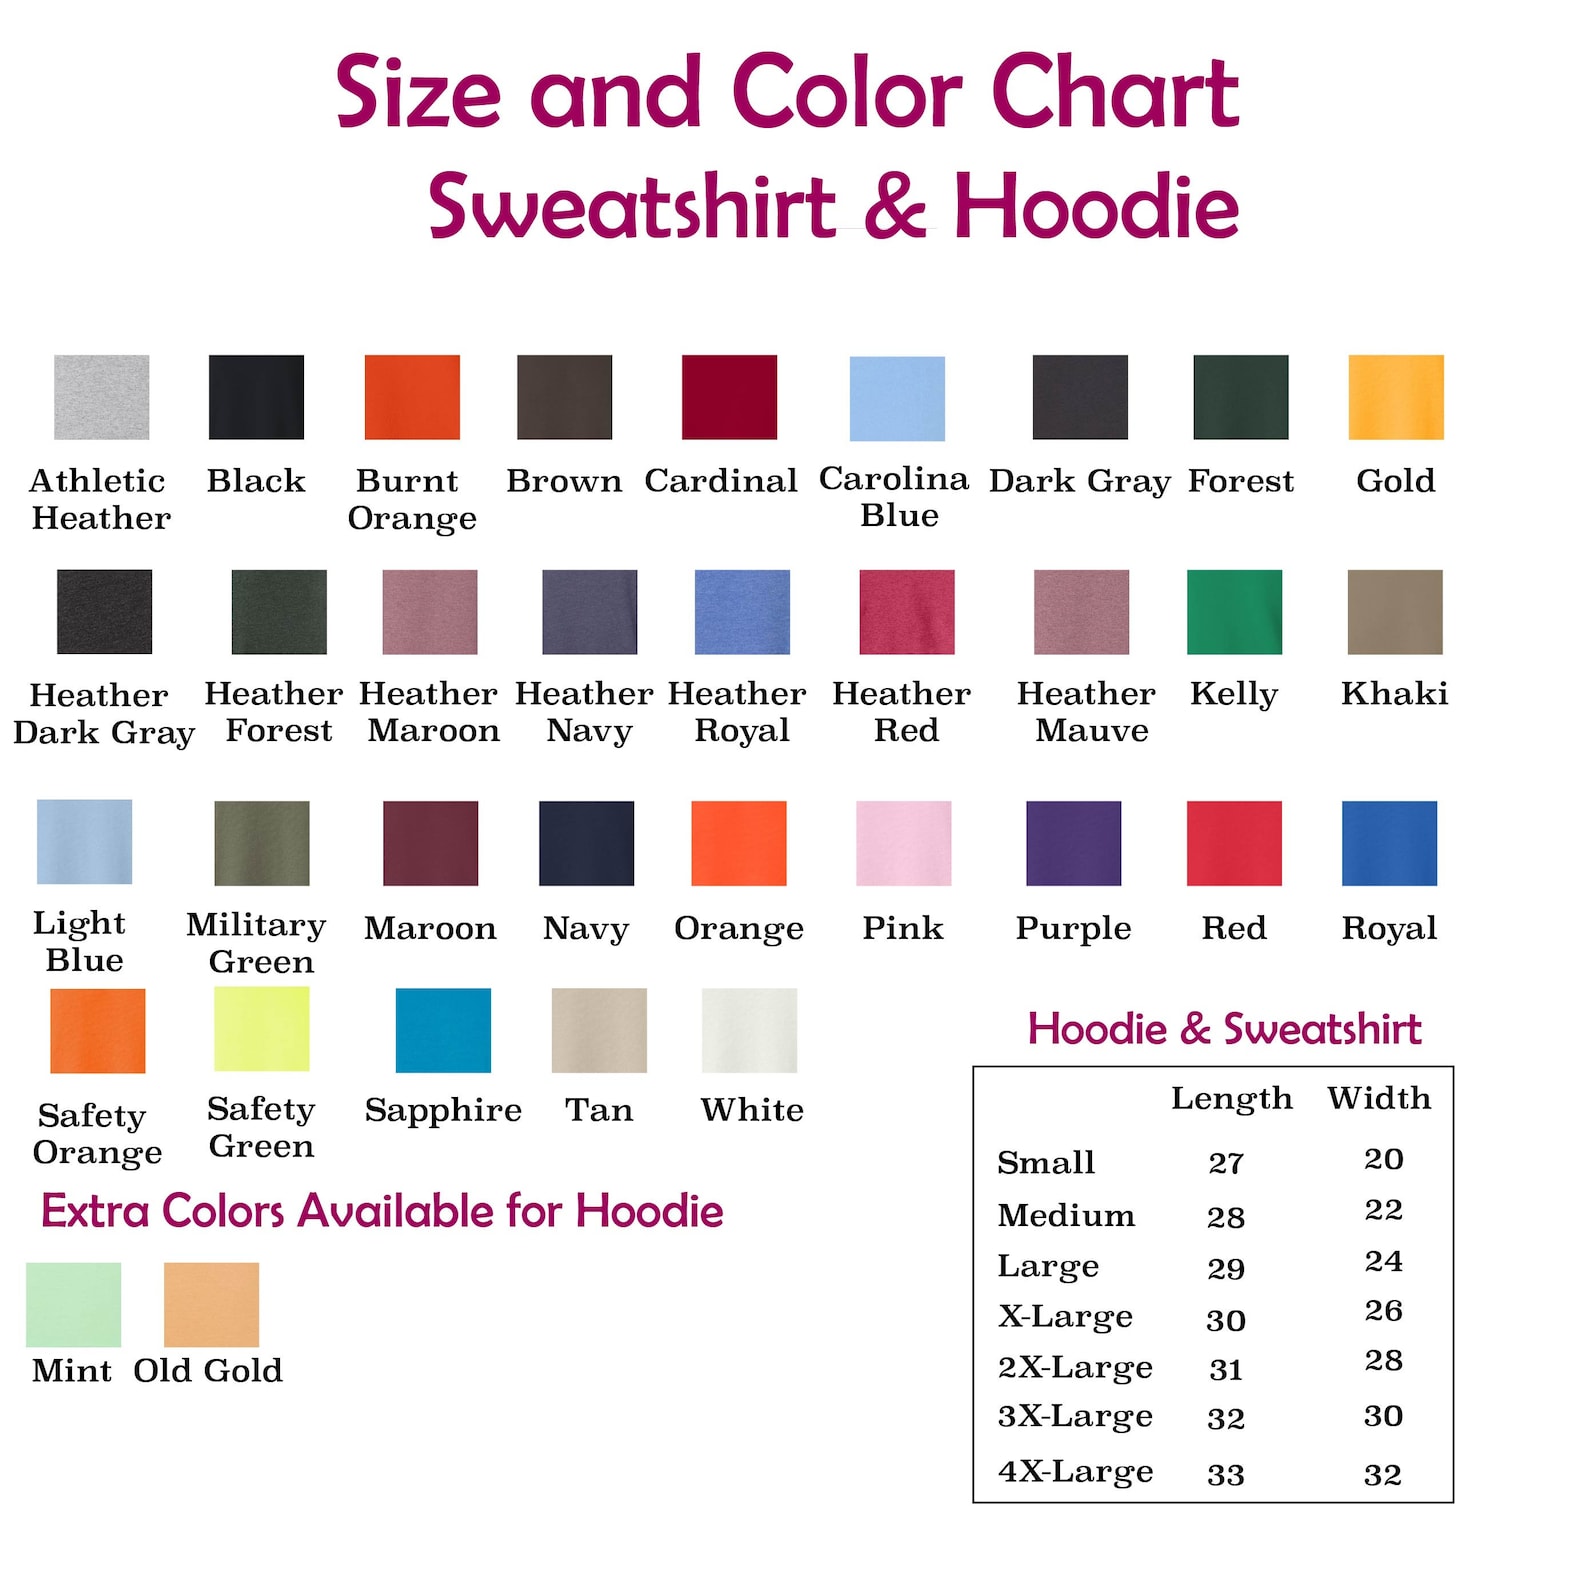 Size and Color Chart
Sweatshirt & Hoodie
Athletic Heather
Black
Burnt Orange
Brown
Cardinal
Carolina Blue
Dark Gray
Forest
Gold
Heather Dark Gray
Heather Forest
Heather Maroon
Heather Navy
Heather Royal
Heather Red
Heather Mauve
Kelly
Khaki
Light Blue
Military Green
Maroon
Navy
Orange
Pink
Purple
Red
Royal
Safety Orange
Safety Green
Sapphire
Tan
White
Extra Colors Available for Hoodie
Mint
Old Gold
Hoodie & Sweatshirt
Length Width
Small 27 20
Medium 28 22
Large 29 24
X-Large 30 26
2X-Large 31 28
3X-Large 32 30
4X-Large 33 32